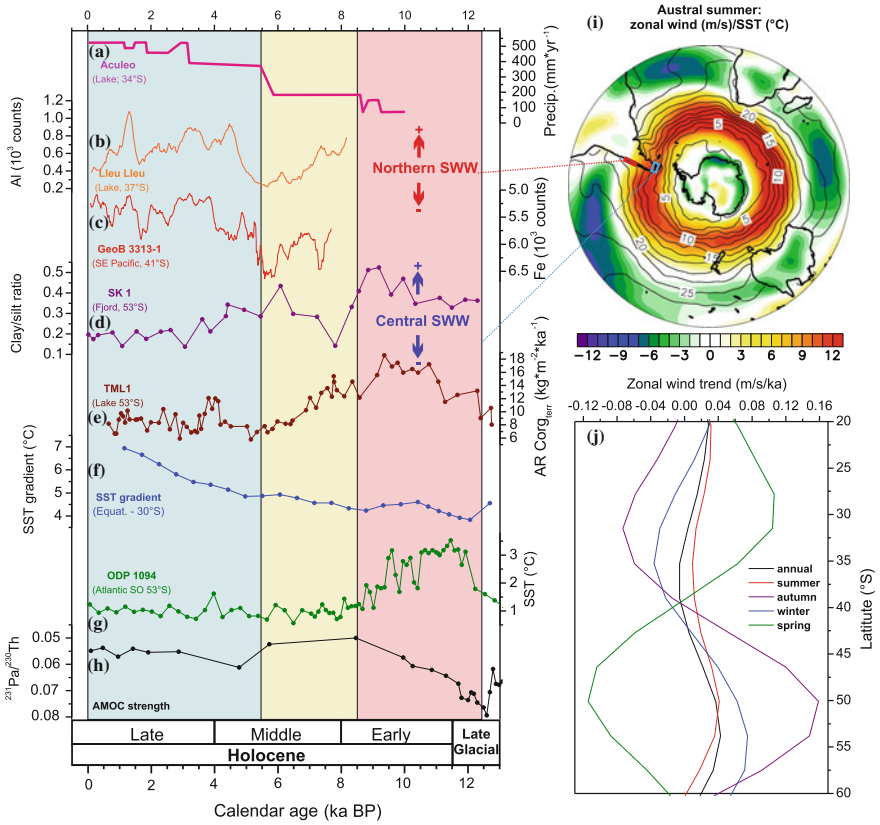 0 2 4 6 8 10 12
(a)
Aculeo
(Lake; 34°S)
500
400
300
200
100
0
Precip.(mm*yr⁻¹)
1.2
1.0
0.8
0.6
0.4
0.2
Al (10³ counts)
(b)
Lleu Lleu
(Lake, 37°S)
+
Northern SWW
-
(c)
GeoB 3313-1
(SE Pacific, 41°S)
5.0
5.5
6.0
6.5
Fe (10³ counts)
0.5
0.4
0.3
0.2
0.1
Clay/silt ratio
SK 1
(Fjord, 53°S)
(d)
+
Central SWW
-
18
16
14
12
10
8
6
AR Corgterr (kg*m⁻²*ka⁻¹)
TML1
(Lake 53°S)
(e)
7
6
5
4
SST gradient (°C)
(f)
SST gradient
(Equat. - 30°S)
3
2
1
SST (°C)
ODP 1094
(Atlantic SO 53°S)
(g)
0.05
0.06
0.07
0.08
²³¹Pa/²³⁰Th
(h)
AMOC strength
Late Middle Early Late
Glacial
Holocene
0 2 4 6 8 10 12
Calendar age (ka BP)
(i)
Austral summer:
zonal wind (m/s)/SST (°C)
20
15
10
5
5
5
10
15
20
25
-12 -9 -6 -3 0 3 6 9 12
Zonal wind trend (m/s/ka)
-0.12 -0.08 -0.04 0.00 0.04 0.08 0.12 0.16
(j)
20
25
30
35
40
45
50
55
60
Latitute (°S)
annual
summer
autumn
winter
spring